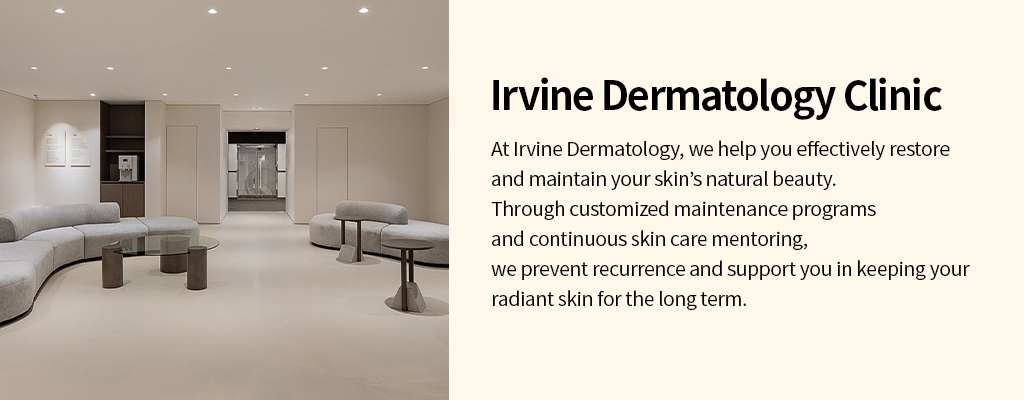 Irvine Dermatology Clinic
At Irvine Dermatology, we help you effectively restore
and maintain your skin’s natural beauty.
Through customized maintenance programs
and continuous skin care mentoring,
we prevent recurrence and support you in keeping your
radiant skin for the long term.